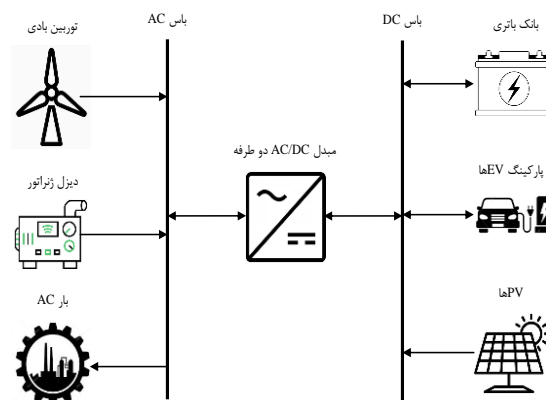 باس AC
باس DC
توربین بادی
بانک باتری
مبدل AC/DC دو طرفه
دیزل ژنراتور
پارکینگ EVها
بار AC
PVها